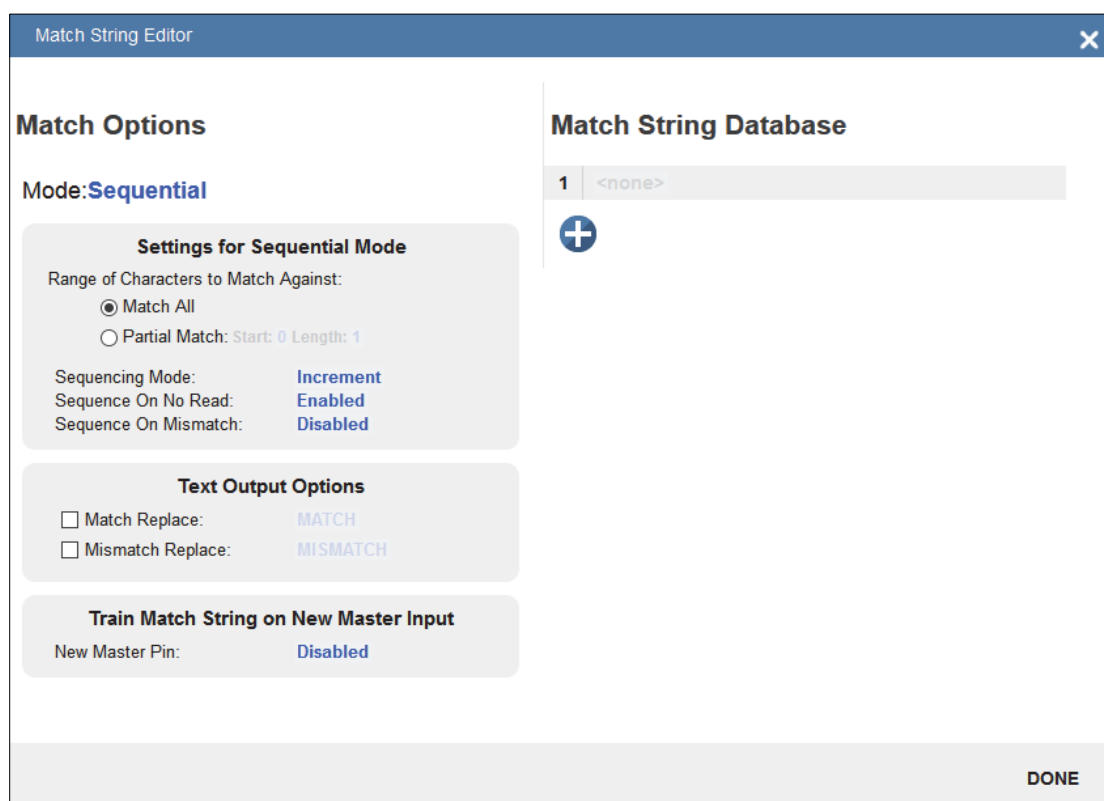 Match String Editor
Match Options
Mode:Sequential
Settings for Sequential Mode
Range of Characters to Match Against:
Match All
Partial Match: Start: 0 Length: 1
Sequencing Mode: Increment
Sequence On No Read: Enabled
Sequence On Mismatch: Disabled
Text Output Options
Match Replace: MATCH
Mismatch Replace: MISMATCH
Train Match String on New Master Input
New Master Pin: Disabled
Match String Database
1 <none>
DONE